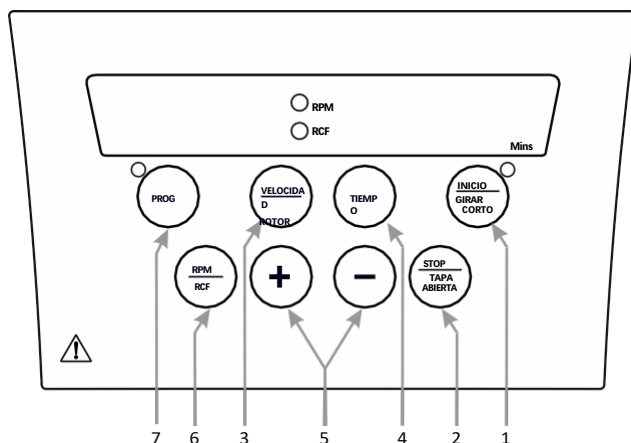 RPM
RCF
Mins
PROG
VELOCIDA
D
ROTOR
TIEMP
O
INICIO
GIRAR
CORTO
RPM
RCF
+
−
STOP
TAPA
ABIERTA
7 6 3 5 4 2 1